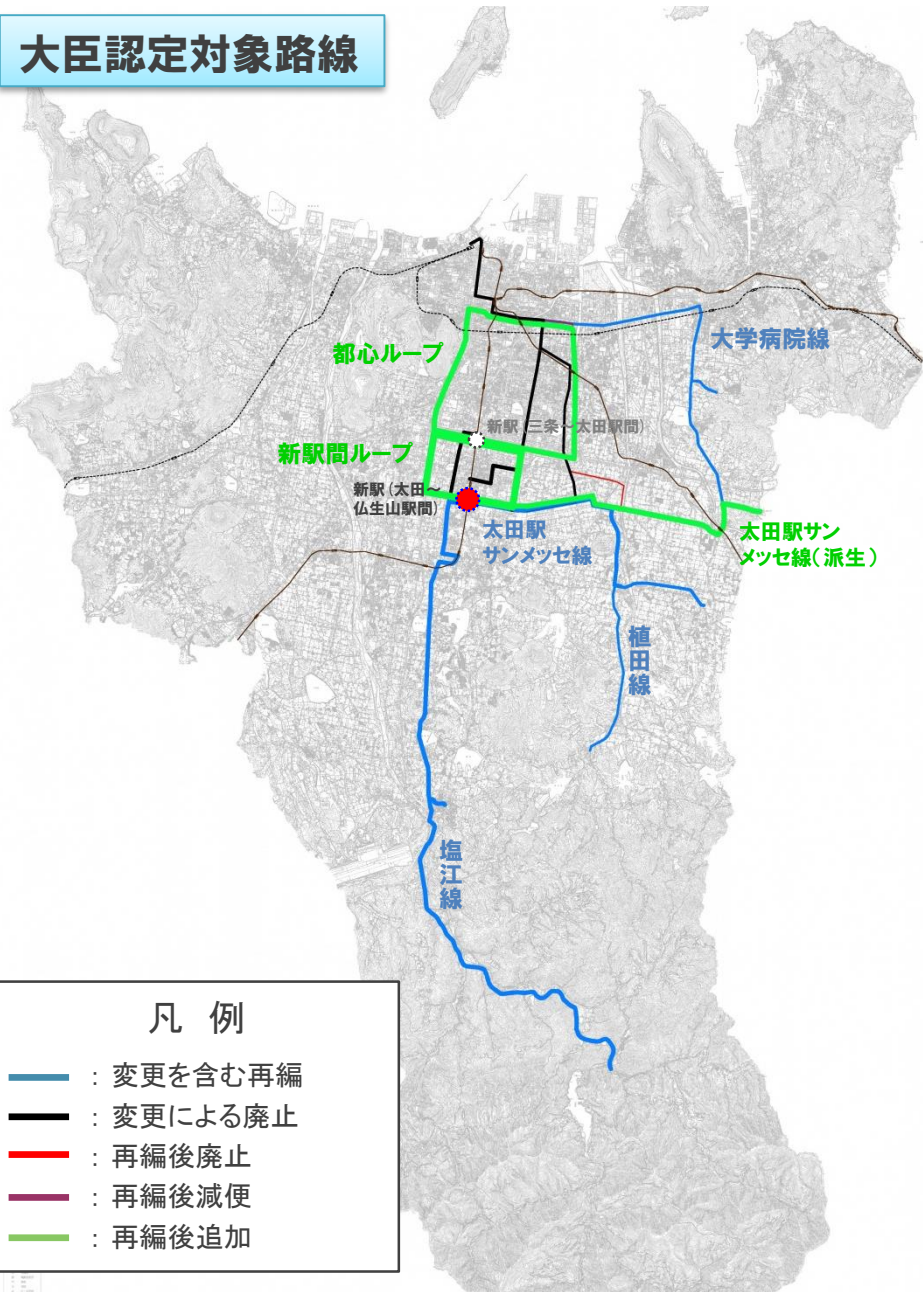 大臣認定対象路線
大学病院線
都心ループ
新駅(三条～太田駅間)
新駅間ループ
新駅(太田～
仏生山駅間)
太田駅
サンメッセ線
太田駅サン
メッセ線(派生)
植田線
塩江線
凡 例
: 変更を含む再編
: 変更による廃止
: 再編後廃止
: 再編後減便
: 再編後追加